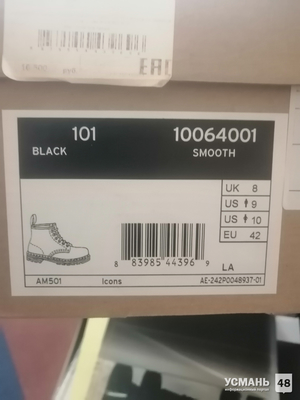 EAC
101 10064001
BLACK SMOOTH
UK 8
US 9
US 10
EU 42
8 83985 44396 9
LA
AM501 Icons AE-242P0048937-01
УСМАНЬ 48